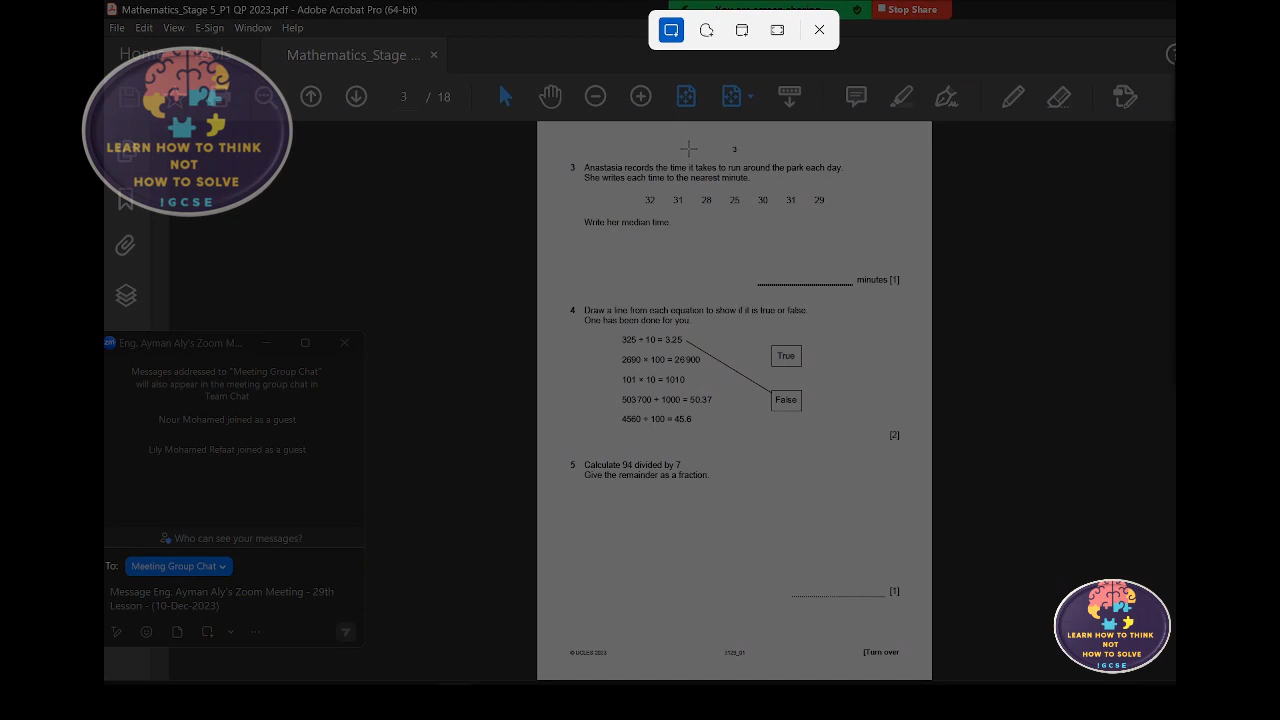 Mathematics_Stage 5_P1 QP 2023.pdf - Adobe Acrobat Pro (64-bit)
You are screen sharing
Stop Share
File Edit View E-Sign Window Help
Mathematics_Stage ...
3 / 18
LEARN HOW TO THINK
NOT
HOW TO SOLVE
IGCSE
3
3 Anastasia records the time it takes to run around the park each day.
She writes each time to the nearest minute.
32 31 28 25 30 31 29
Write her median time.
minutes [1]
4 Draw a line from each equation to show if it is true or false.
One has been done for you.
325 ÷ 10 = 3.25
True
2690 × 100 = 26 900
101 × 10 = 1010
503 700 ÷ 1000 = 50.37
False
4560 ÷ 100 = 45.6
[2]
5 Calculate 94 divided by 7
Give the remainder as a fraction.
[1]
© UCLES 2023
[Turn over
zm Eng. Ayman Aly's Zoom M...
Messages addressed to "Meeting Group Chat"
will also appear in the meeting group chat in
Team Chat
Nour Mohamed joined as a guest
Lily Mohamed Refaat joined as a guest
Who can see your messages?
To: Meeting Group Chat
Message Eng. Ayman Aly's Zoom Meeting - 29th
Lesson - (10-Dec-2023)
LEARN HOW TO THINK
NOT
HOW TO SOLVE
IGCSE